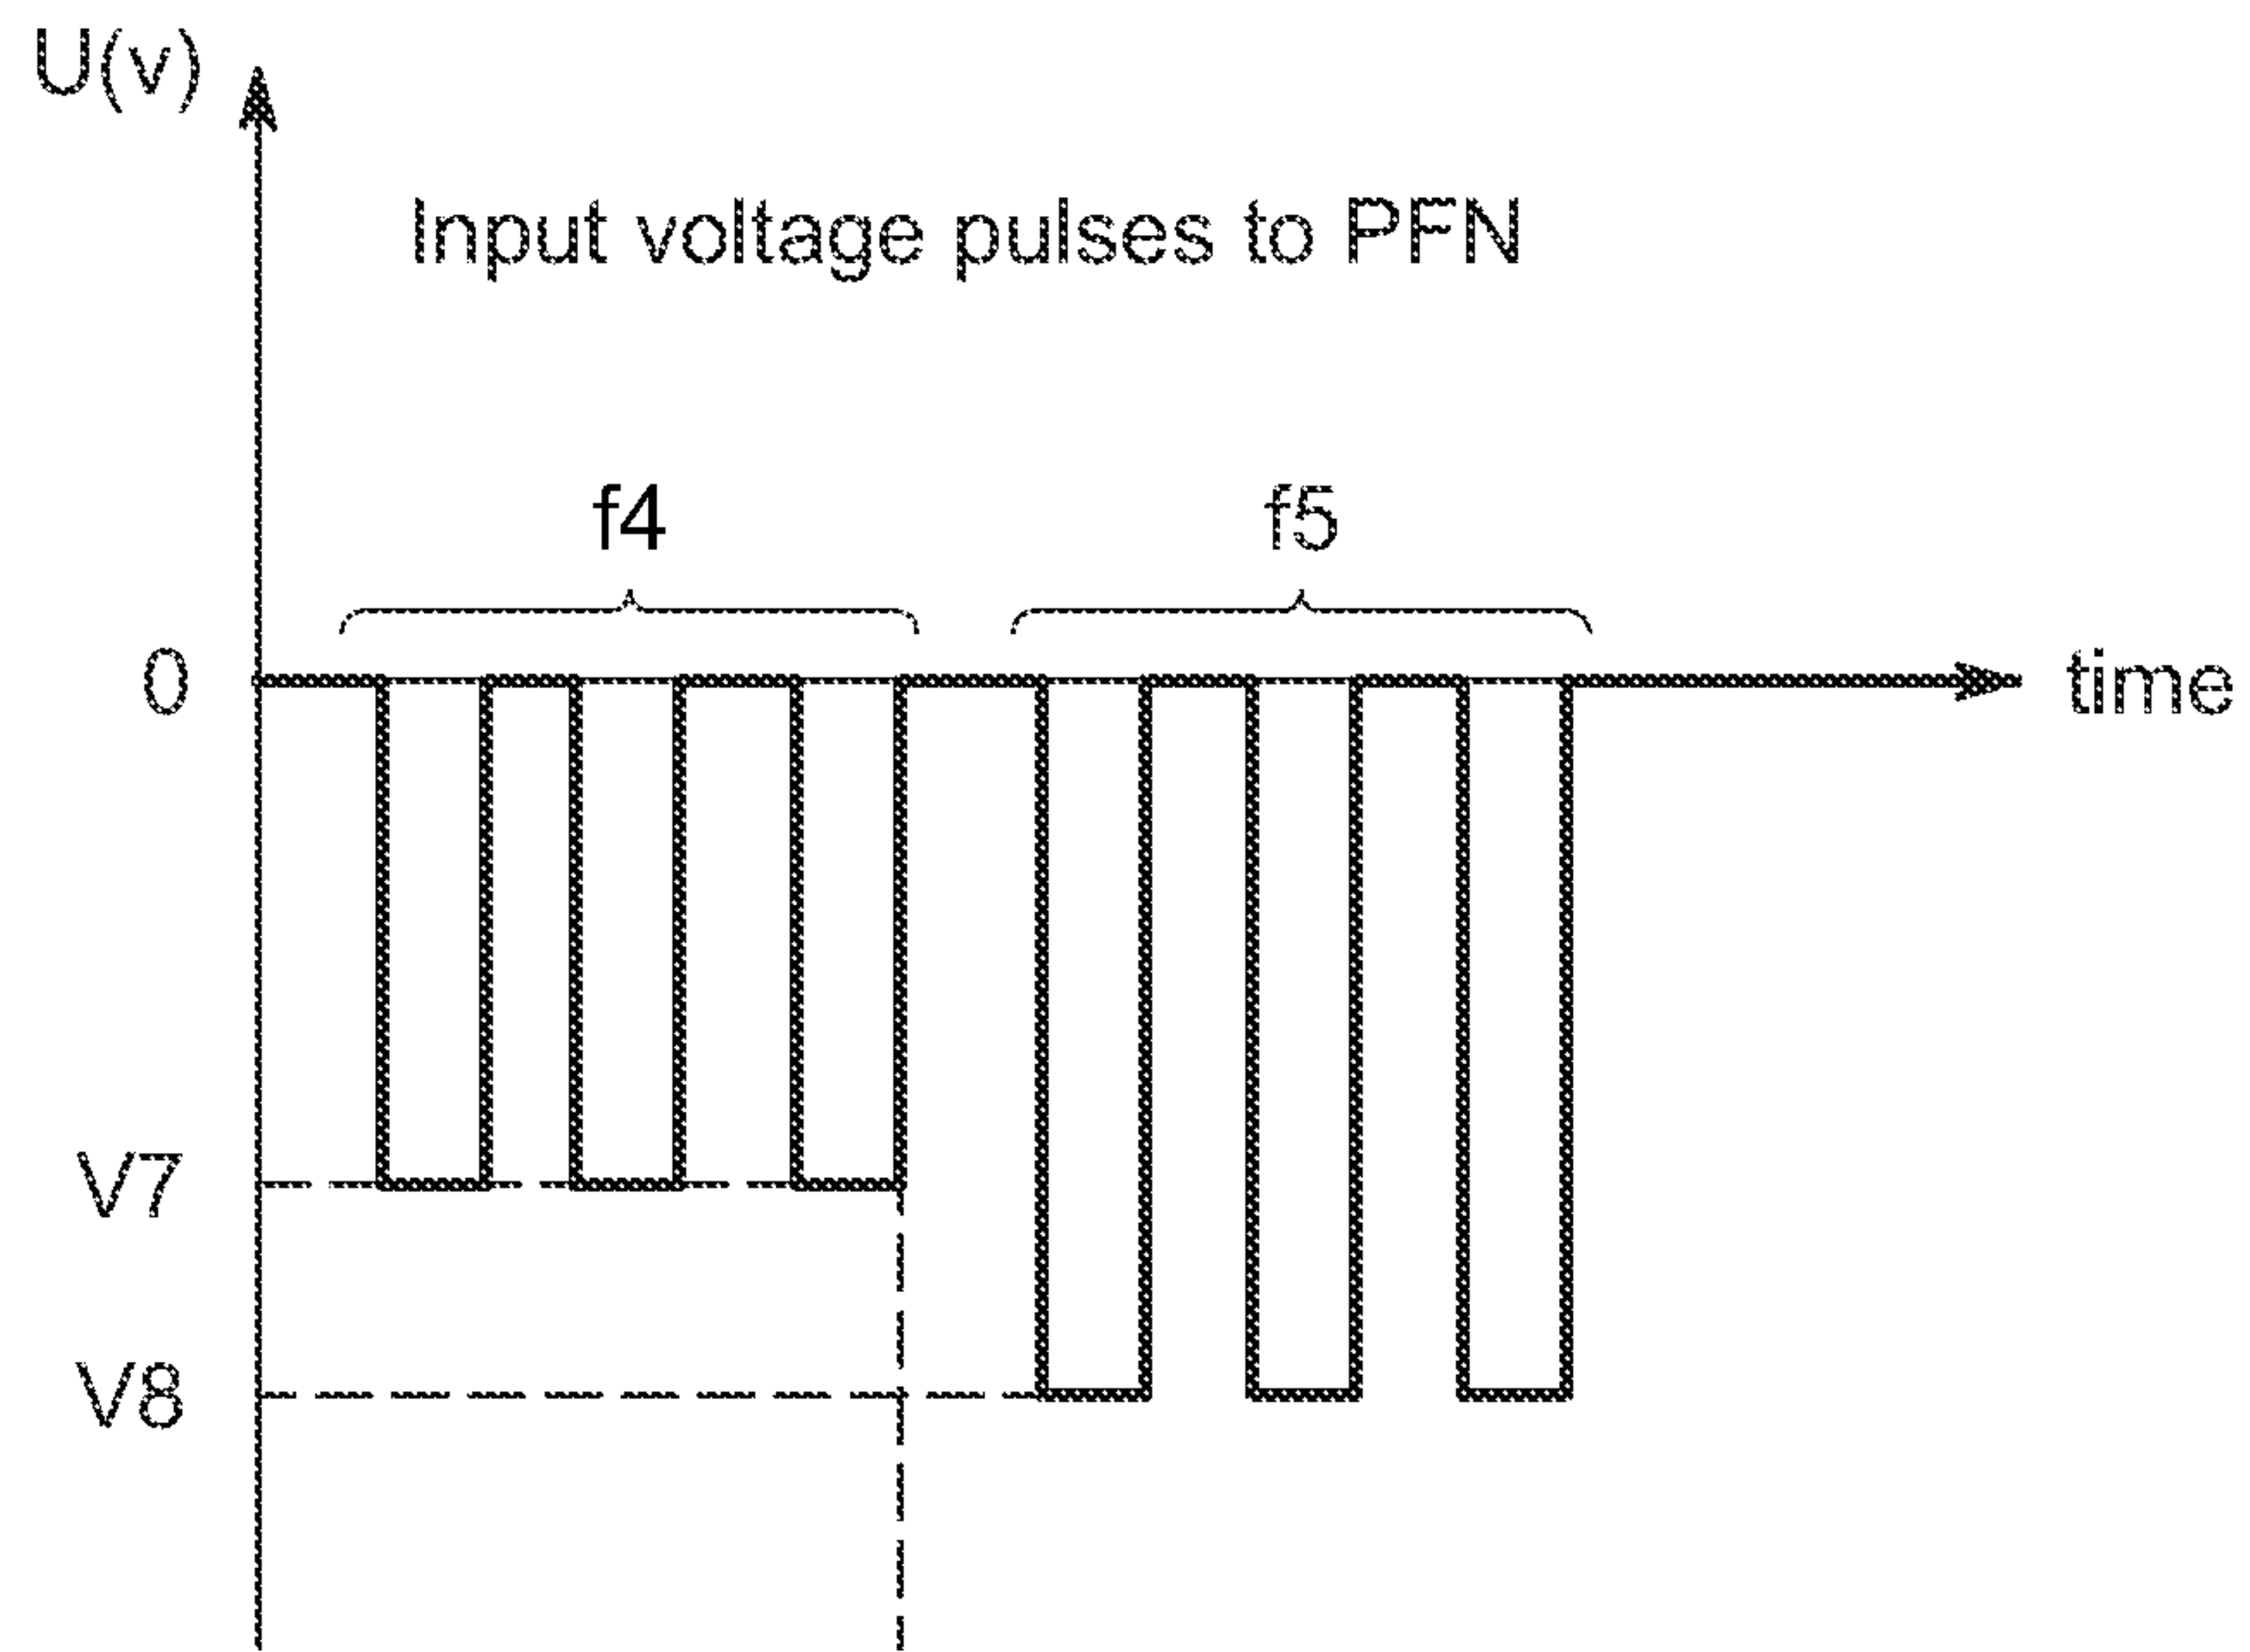 U(v)
Input voltage pulses to PFN
f4
f5
0
time
V7
V8